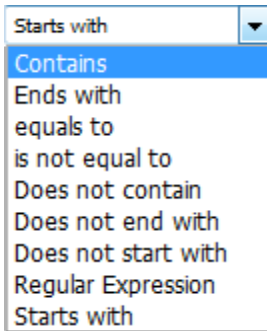 Starts with
Contains
Ends with
equals to
is not equal to
Does not contain
Does not end with
Does not start with
Regular Expression
Starts with